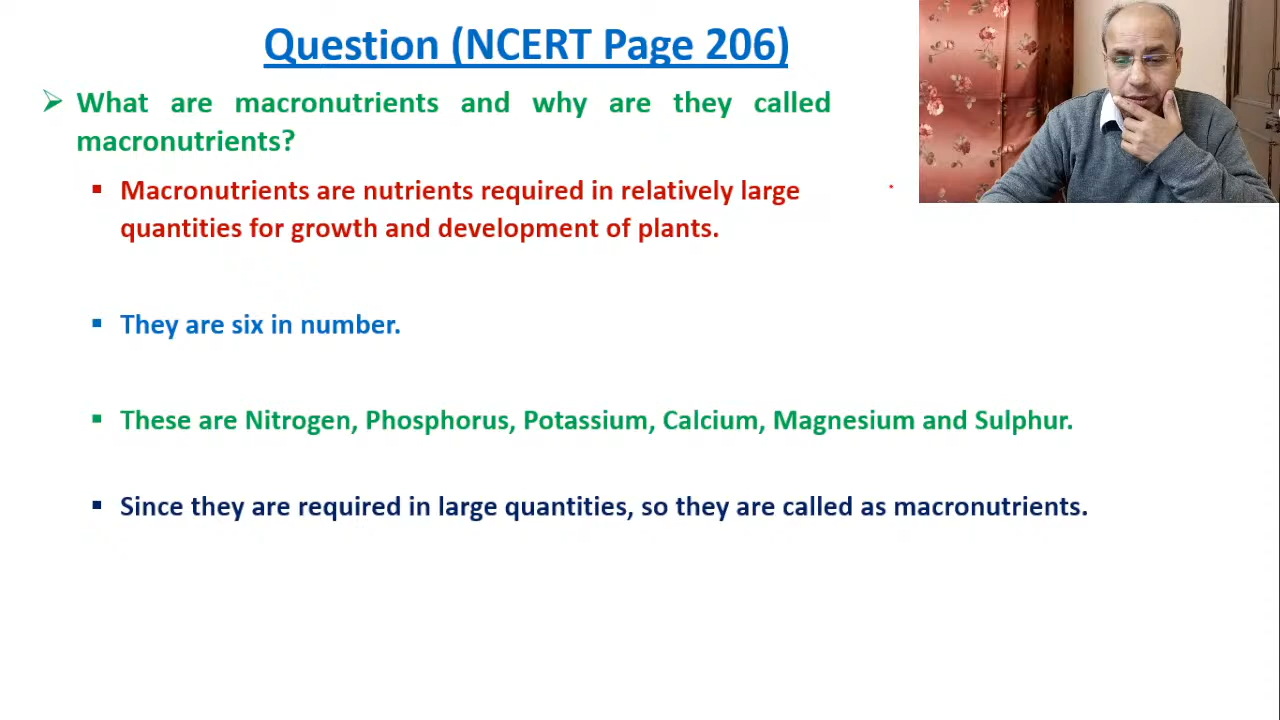 Question (NCERT Page 206)
What are macronutrients and why are they called
macronutrients?
Macronutrients are nutrients required in relatively large
quantities for growth and development of plants.
They are six in number.
These are Nitrogen, Phosphorus, Potassium, Calcium, Magnesium and Sulphur.
Since they are required in large quantities, so they are called as macronutrients.